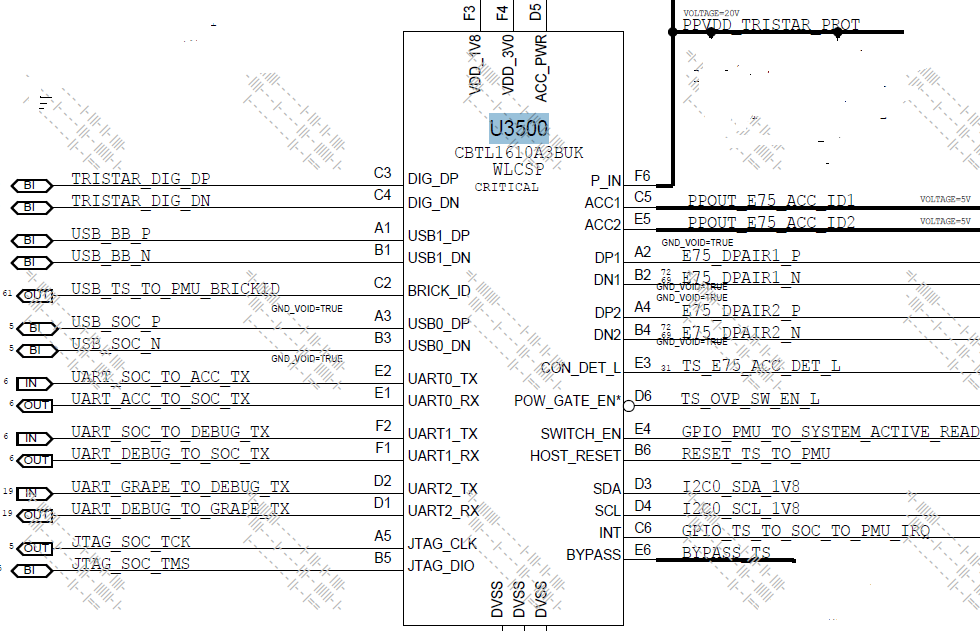 F3 F4 D5
VDD_1V8 VDD_3V0 ACC_PWR
VOLTAGE=20V
PPVDD_TRISTAR_PROT
U3500
CBTL1610A3BUK
WLCSP
CRITICAL
BI TRISTAR_DIG_DP C3 DIG_DP
BI TRISTAR_DIG_DN C4 DIG_DN
BI USB_BB_P A1 USB1_DP
BI USB_BB_N B1 USB1_DN
61 OUT USB_TS_TO_PMU_BRICKID C2 BRICK_ID
GND_VOID=TRUE
5 BI USB_SOC_P A3 USB0_DP
5 BI USB_SOC_N B3 USB0_DN
GND_VOID=TRUE
6 IN UART_SOC_TO_ACC_TX E2 UART0_TX
6 OUT UART_ACC_TO_SOC_TX E1 UART0_RX
6 IN UART_SOC_TO_DEBUG_TX F2 UART1_TX
6 OUT UART_DEBUG_TO_SOC_TX F1 UART1_RX
19 IN UART_GRAPE_TO_DEBUG_TX D2 UART2_TX
19 OUT UART_DEBUG_TO_GRAPE_TX D1 UART2_RX
5 OUT JTAG_SOC_TCK A5 JTAG_CLK
BI JTAG_SOC_TMS B5 JTAG_DIO
P_IN F6
ACC1 C5 PPOUT_E75_ACC_ID1 VOLTAGE=5V
ACC2 E5 PPOUT_E75_ACC_ID2 VOLTAGE=5V
GND_VOID=TRUE
DP1 A2 E75_DPAIR1_P
DN1 B2 72 69 E75_DPAIR1_N
GND_VOID=TRUE
GND_VOID=TRUE
DP2 A4 E75_DPAIR2_P
DN2 B4 72 69 E75_DPAIR2_N
GND_VOID=TRUE
CON_DET_L E3 31 TS_E75_ACC_DET_L
POW_GATE_EN* D6 TS_OVP_SW_EN_L
SWITCH_EN E4 GPIO_PMU_TO_SYSTEM_ACTIVE_READ
HOST_RESET B6 RESET_TS_TO_PMU
SDA D3 I2C0_SDA_1V8
SCL D4 I2C0_SCL_1V8
INT C6 GPIO_TS_TO_SOC_TO_PMU_IRQ
BYPASS E6 BYPASS_TS
DVSS DVSS DVSS